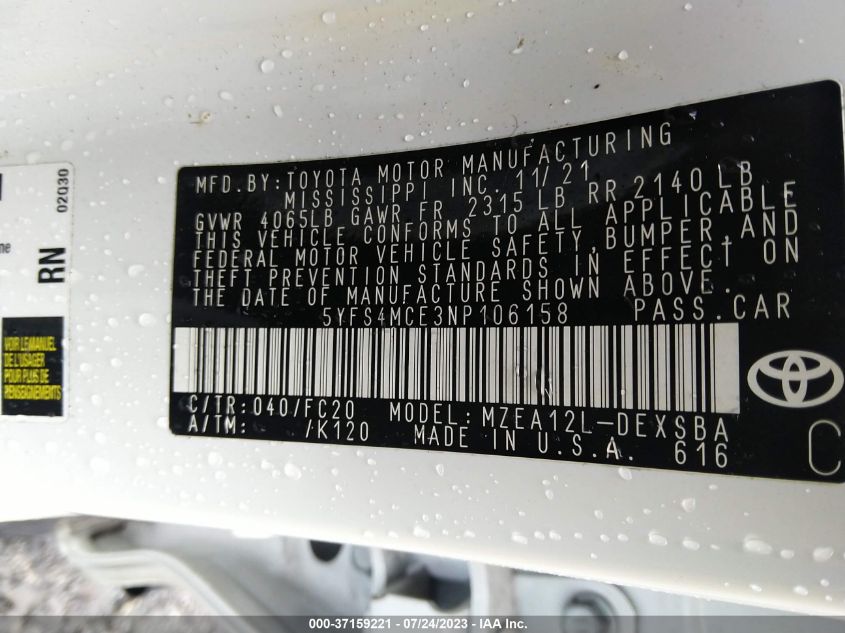 MFD. BY: TOYOTA MOTOR MANUFACTURING
MISSISSIPPI INC. 11/21
GVWR 4065LB GAWR FR 2315 LB RR 2140 LB
THIS VEHICLE CONFORMS TO ALL APPLICABLE
FEDERAL MOTOR VEHICLE SAFETY, BUMPER, AND
THEFT PREVENTION STANDARDS IN EFFECT ON
THE DATE OF MANUFACTURE SHOWN ABOVE.
5YFS4MCE3NP106158 PASS. CAR
C/TR: 040/FC20 MODEL: MZEA12L-DEXSBA
A/TM: /K120 MADE IN U.S.A. 616
C
RN 02030
VOIR LE MANUEL
DE L'USAGER
POUR PLUS DE
RENSEIGNEMENTS
000-37159221 - 07/24/2023 - IAA Inc.